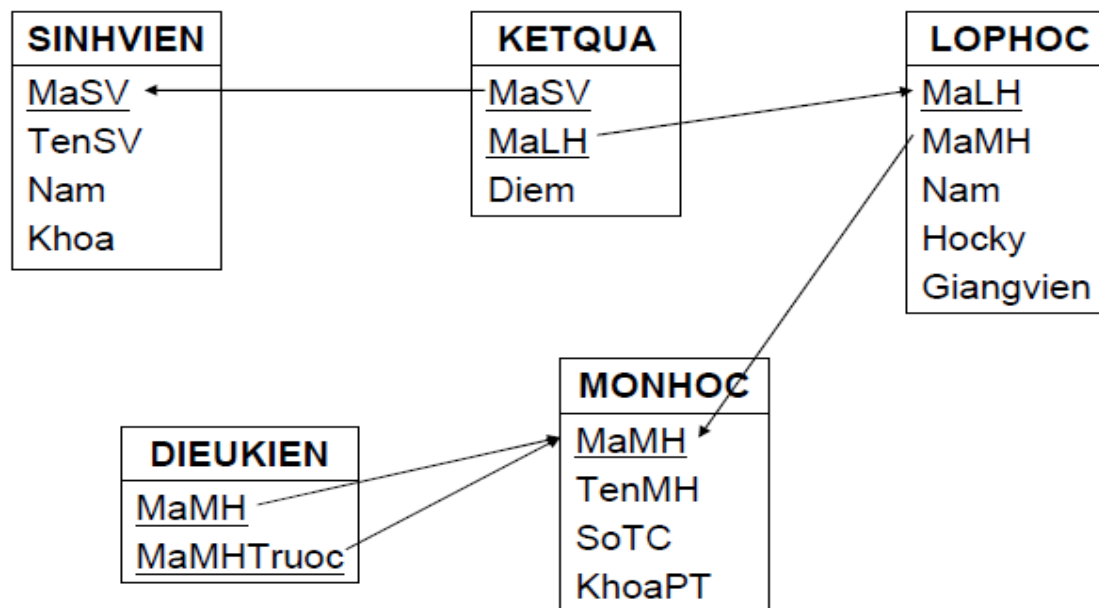 SINHVIEN
MaSV
TenSV
Nam
Khoa
KETQUA
MaSV
MaLH
Diem
LOPHOC
MaLH
MaMH
Nam
Hocky
Giangvien
DIEUKIEN
MaMH
MaMHTruoc
MONHOC
MaMH
TenMH
SoTC
KhoaPT